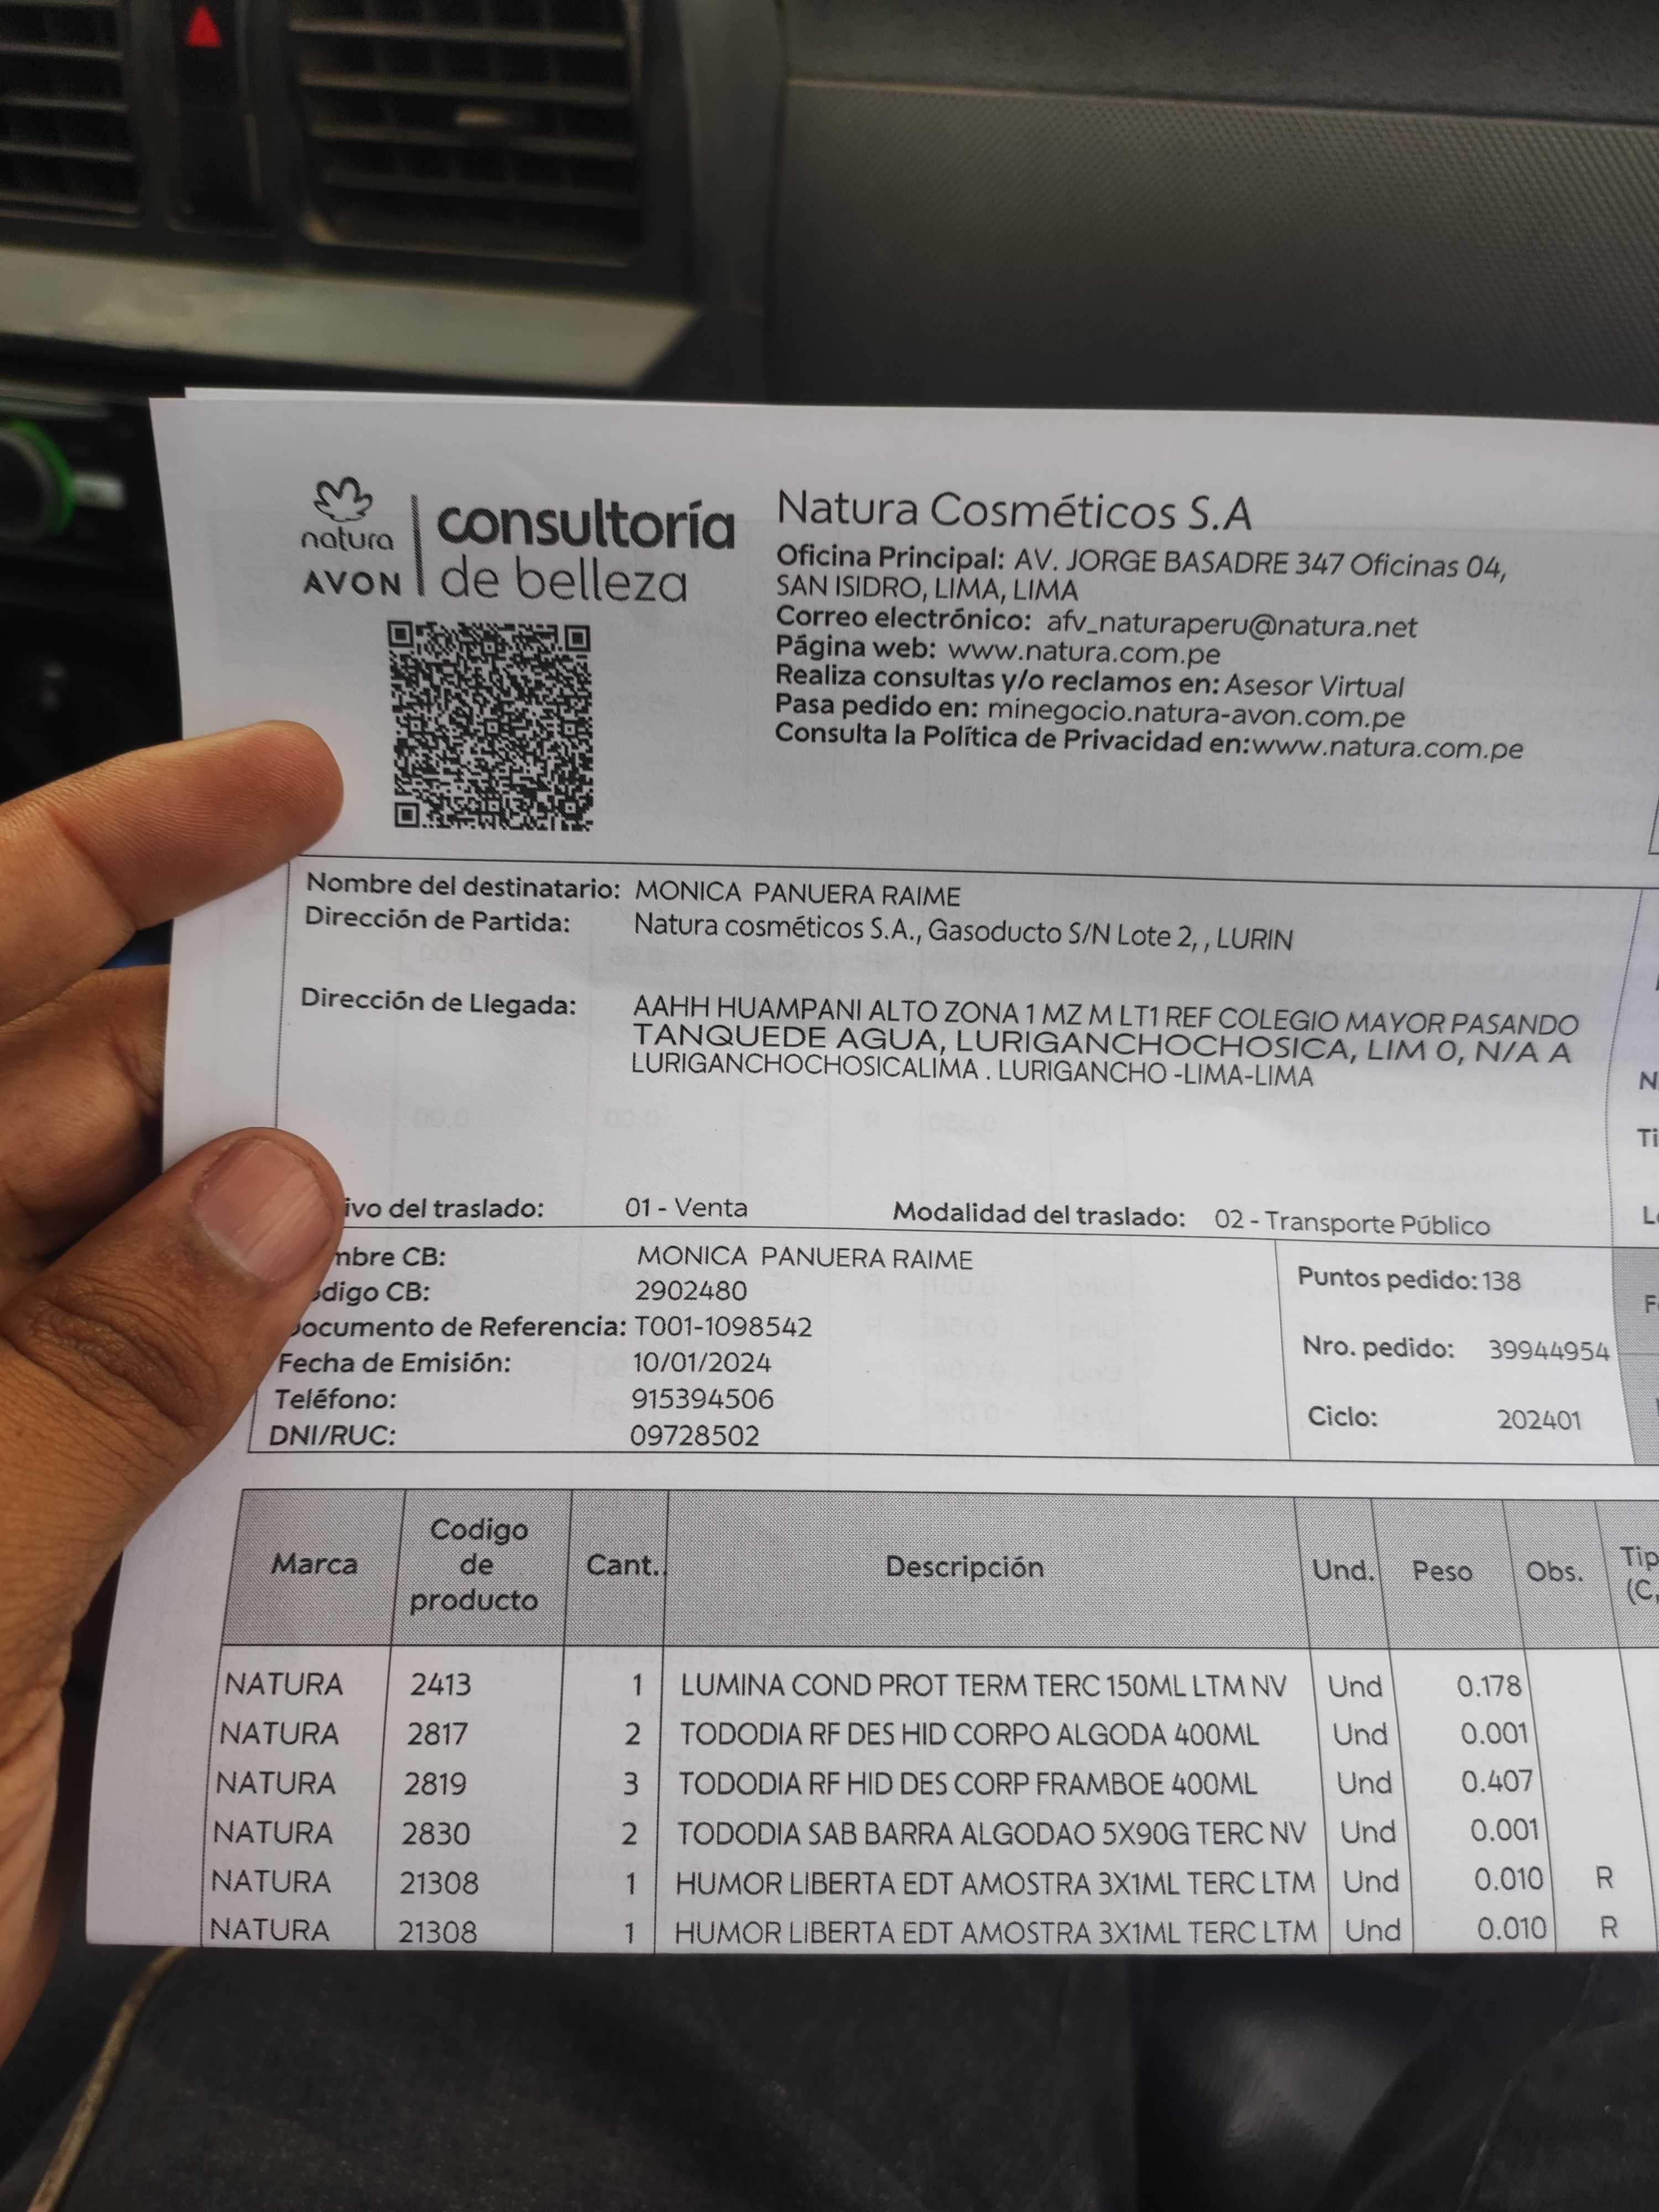 natura
AVON
consultoría
de belleza
Natura Cosméticos S.A
Oficina Principal: AV. JORGE BASADRE 347 Oficinas 04,
SAN ISIDRO, LIMA, LIMA
Correo electrónico: afv_naturaperu@natura.net
Página web: www.natura.com.pe
Realiza consultas y/o reclamos en: Asesor Virtual
Pasa pedido en: minegocio.natura-avon.com.pe
Consulta la Política de Privacidad en:www.natura.com.pe
Nombre del destinatario: MONICA PANUERA RAIME
Dirección de Partida: Natura cosméticos S.A., Gasoducto S/N Lote 2, , LURIN
Dirección de Llegada: AAHH HUAMPANI ALTO ZONA 1 MZ M LT1 REF COLEGIO MAYOR PASANDO
TANQUEDE AGUA, LURIGANCHOCHOSICA, LIM 0, N/A A
LURIGANCHOCHOSICALIMA . LURIGANCHO -LIMA-LIMA
ivo del traslado: 01 - Venta Modalidad del traslado: 02 - Transporte Público
mbre CB: MONICA PANUERA RAIME Puntos pedido: 138
digo CB: 2902480
ocumento de Referencia: T001-1098542 Nro. pedido: 39944954
Fecha de Emisión: 10/01/2024
Teléfono: 915394506 Ciclo: 202401
DNI/RUC: 09728502
Marca Codigo de producto Cant. Descripción Und. Peso Obs. Tip (C,
NATURA 2413 1 LUMINA COND PROT TERM TERC 150ML LTM NV Und 0.178
NATURA 2817 2 TODODIA RF DES HID CORPO ALGODA 400ML Und 0.001
NATURA 2819 3 TODODIA RF HID DES CORP FRAMBOE 400ML Und 0.407
NATURA 2830 2 TODODIA SAB BARRA ALGODAO 5X90G TERC NV Und 0.001
NATURA 21308 1 HUMOR LIBERTA EDT AMOSTRA 3X1ML TERC LTM Und 0.010 R
NATURA 21308 1 HUMOR LIBERTA EDT AMOSTRA 3X1ML TERC LTM Und 0.010 R